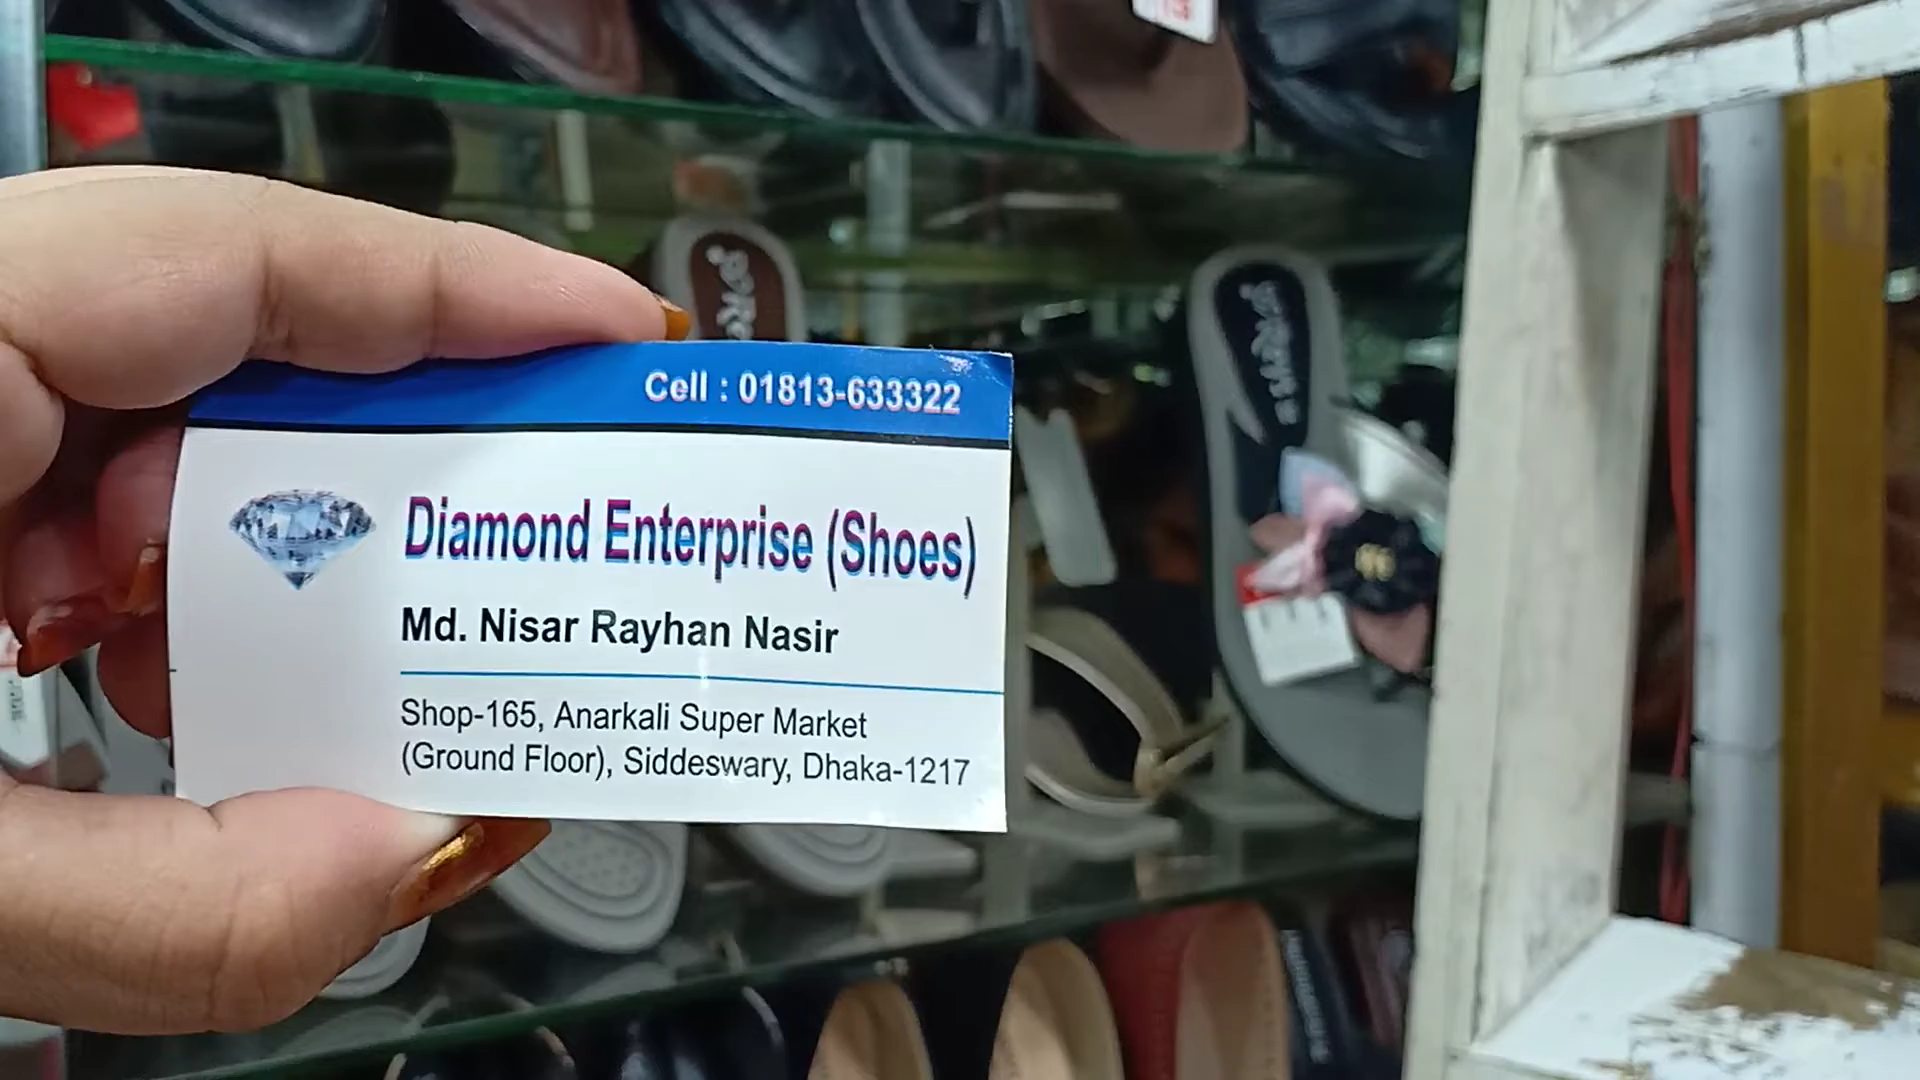 Cell : 01813-633322
Diamond Enterprise (Shoes)
Md. Nisar Rayhan Nasir
Shop-165, Anarkali Super Market
(Ground Floor), Siddeswary, Dhaka-1217